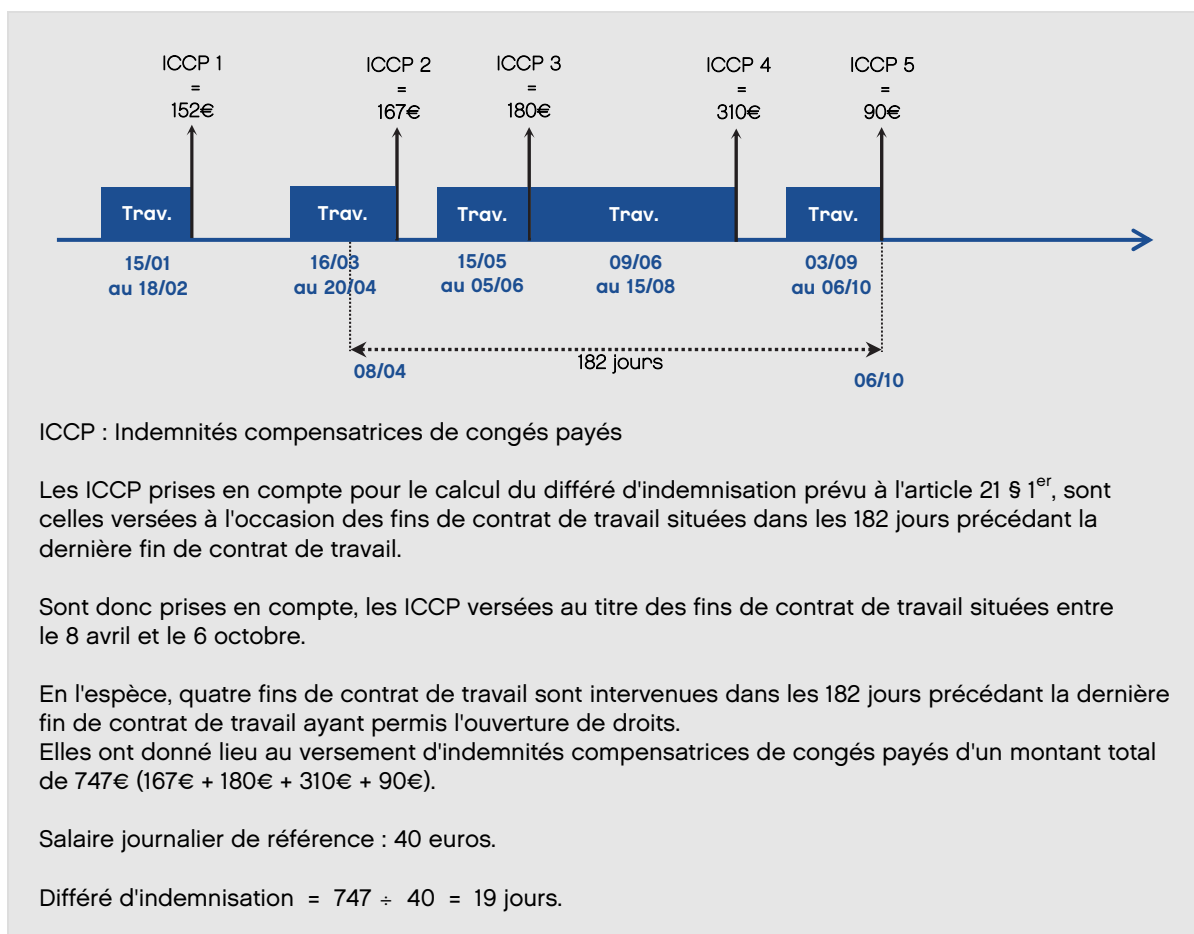 ICCP 1 ICCP 2 ICCP 3 ICCP 4 ICCP 5
= = = = =
152€ 167€ 180€ 310€ 90€
Trav. Trav. Trav. Trav. Trav.
15/01 16/03 15/05 09/06 03/09
au 18/02 au 20/04 au 05/06 au 15/08 au 06/10
182 jours
08/04 06/10
ICCP : Indemnités compensatrices de congés payés
Les ICCP prises en compte pour le calcul du différé d'indemnisation prévu à l'article 21 § 1er, sont
celles versées à l'occasion des fins de contrat de travail situées dans les 182 jours précédant la
dernière fin de contrat de travail.
Sont donc prises en compte, les ICCP versées au titre des fins de contrat de travail situées entre
le 8 avril et le 6 octobre.
En l'espèce, quatre fins de contrat de travail sont intervenues dans les 182 jours précédant la dernière
fin de contrat de travail ayant permis l'ouverture de droits.
Elles ont donné lieu au versement d'indemnités compensatrices de congés payés d'un montant total
de 747€ (167€ + 180€ + 310€ + 90€).
Salaire journalier de référence : 40 euros.
Différé d'indemnisation = 747 ÷ 40 = 19 jours.